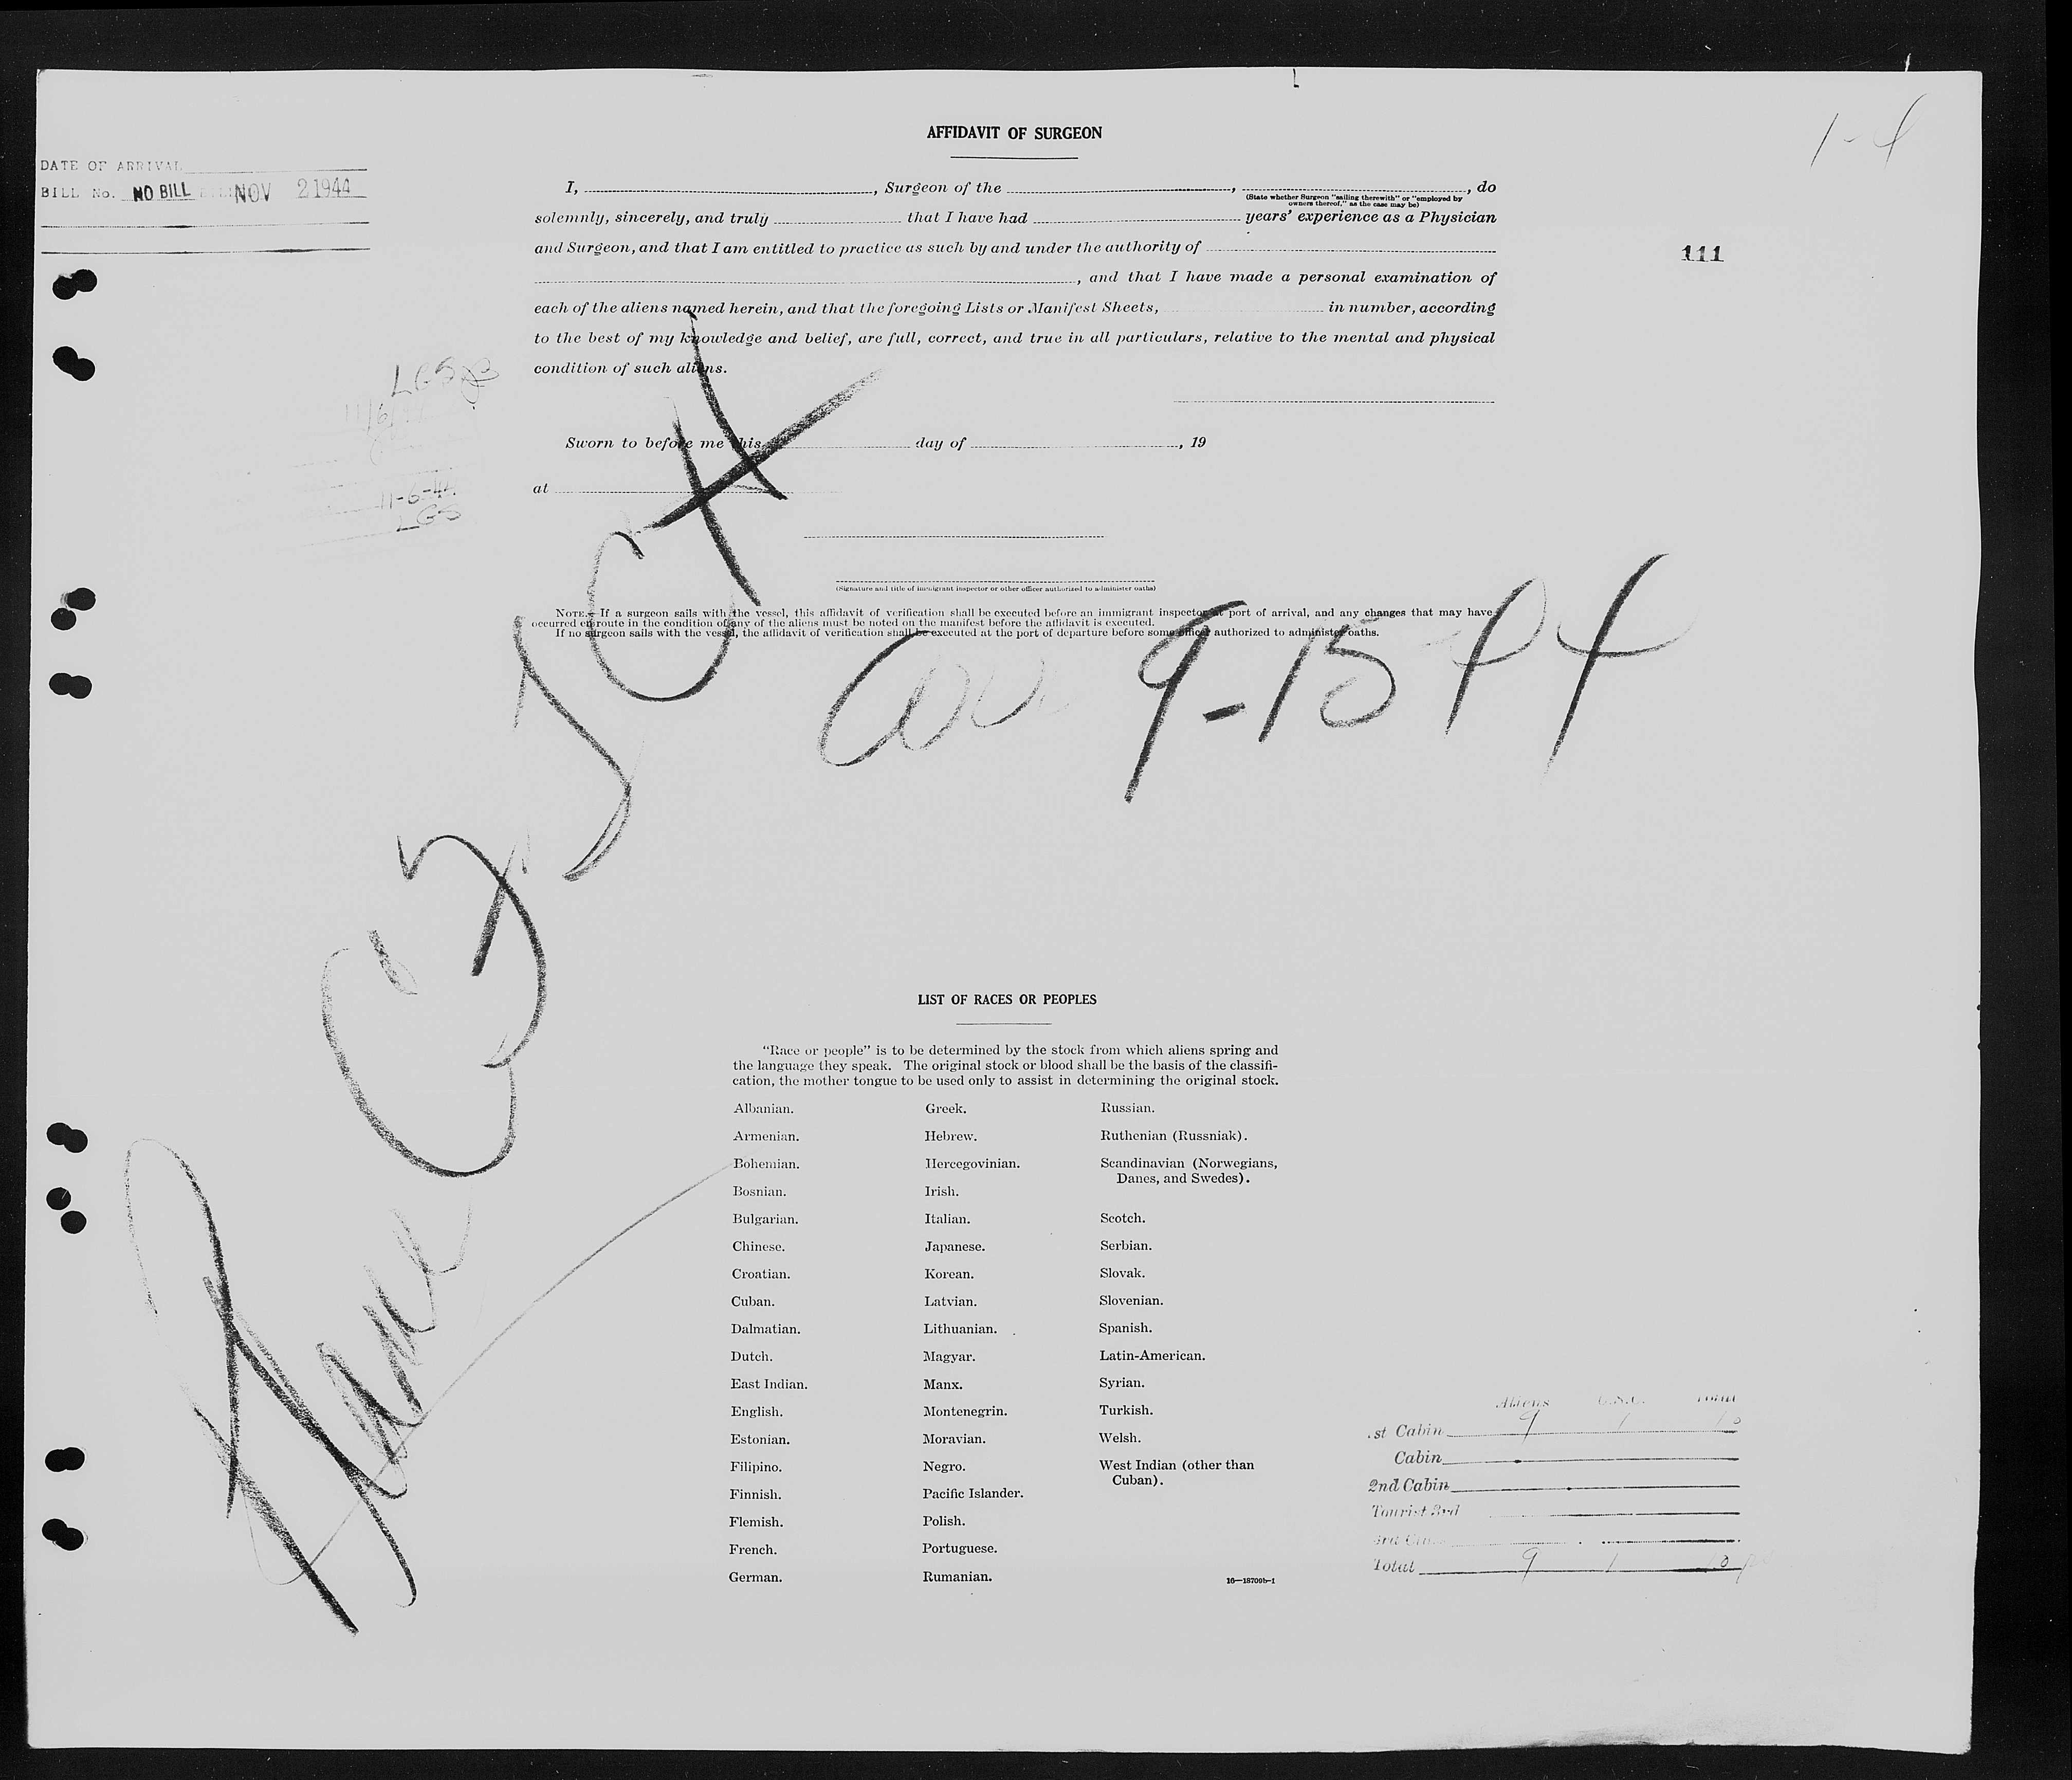 AFFIDAVIT OF SURGEON
1-4
DATE OF ARRIVAL
BILL No. NO BILL NOV 2 1944
I, , Surgeon of the , , do
(State whether Surgeon "sailing therewith" or "employed by
owners thereof," as the case may be)
solemnly, sincerely, and truly that I have had years' experience as a Physician
and Surgeon, and that I am entitled to practice as such by and under the authority of
111
, and that I have made a personal examination of
each of the aliens named herein, and that the foregoing Lists or Manifest Sheets, in number, according
to the best of my knowledge and belief, are full, correct, and true in all particulars, relative to the mental and physical
condition of such aliens.
LGS
11/6/
Sworn to before me this day of , 19
at
11-6-44
LGS
(Signature and title of immigrant inspector or other officer authorized to administer oaths)
NOTE.—If a surgeon sails with the vessel, this affidavit of verification shall be executed before an immigrant inspector at port of arrival, and any changes that may have
occurred en route in the condition of any of the aliens must be noted on the manifest before the affidavit is executed.
If no surgeon sails with the vessel, the affidavit of verification shall be executed at the port of departure before some officer authorized to administer oaths.
9-15 P
LIST OF RACES OR PEOPLES
"Race or people" is to be determined by the stock from which aliens spring and
the language they speak. The original stock or blood shall be the basis of the classifi-
cation, the mother tongue to be used only to assist in determining the original stock.
Albanian.
Armenian.
Bohemian.
Bosnian.
Bulgarian.
Chinese.
Croatian.
Cuban.
Dalmatian.
Dutch.
East Indian.
English.
Estonian.
Filipino.
Finnish.
Flemish.
French.
German.
Greek.
Hebrew.
Hercegovinian.
Irish.
Italian.
Japanese.
Korean.
Latvian.
Lithuanian.
Magyar.
Manx.
Montenegrin.
Moravian.
Negro.
Pacific Islander.
Polish.
Portuguese.
Rumanian.
Russian.
Ruthenian (Russniak).
Scandinavian (Norwegians,
Danes, and Swedes).
Scotch.
Serbian.
Slovak.
Slovenian.
Spanish.
Latin-American.
Syrian.
Turkish.
Welsh.
West Indian (other than
Cuban).
16—18709b-1
Aliens U.S.C. Total
1st Cabin 9 1 10
Cabin
2nd Cabin
Tourist 3rd
3rd Class
Total 9 1 10